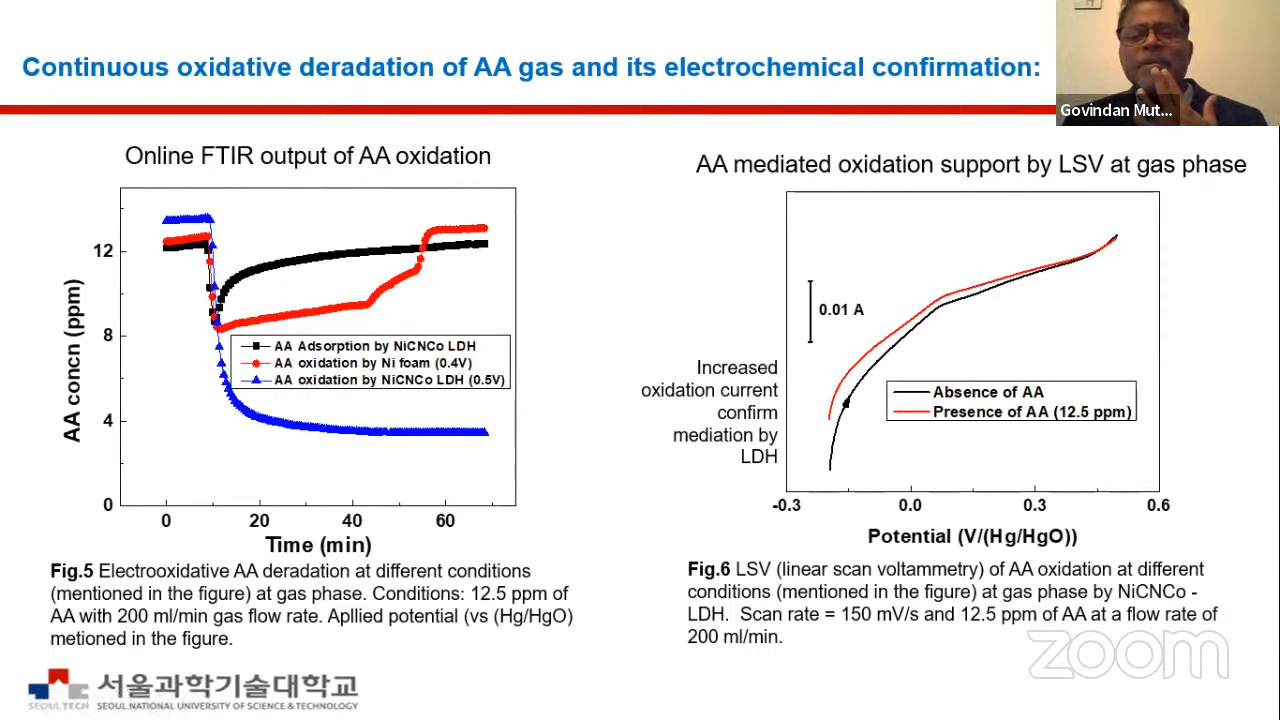 Continuous oxidative deradation of AA gas and its electrochemical confirmation:
Govindan Mut...
Online FTIR output of AA oxidation
AA concn (ppm)
12
8
4
0
AA Adsorption by NiCNCo LDH
AA oxidation by Ni foam (0.4V)
AA oxidation by NiCNCo LDH (0.5V)
0 20 40 60
Time (min)
Fig.5 Electrooxidative AA deradation at different conditions
(mentioned in the figure) at gas phase. Conditions: 12.5 ppm of
AA with 200 ml/min gas flow rate. Apllied potential (vs (Hg/HgO)
metioned in the figure.
AA mediated oxidation support by LSV at gas phase
0.01 A
Increased
oxidation current
confirm
mediation by
LDH
Absence of AA
Presence of AA (12.5 ppm)
-0.3 0.0 0.3 0.6
Potential (V/(Hg/HgO))
Fig.6 LSV (linear scan voltammetry) of AA oxidation at different
conditions (mentioned in the figure) at gas phase by NiCNCo -
LDH. Scan rate = 150 mV/s and 12.5 ppm of AA at a flow rate of
200 ml/min.
zoom
SEOULTECH
서울과학기술대학교
SEOUL NATIONAL UNIVERSITY OF SCIENCE & TECHNOLOGY